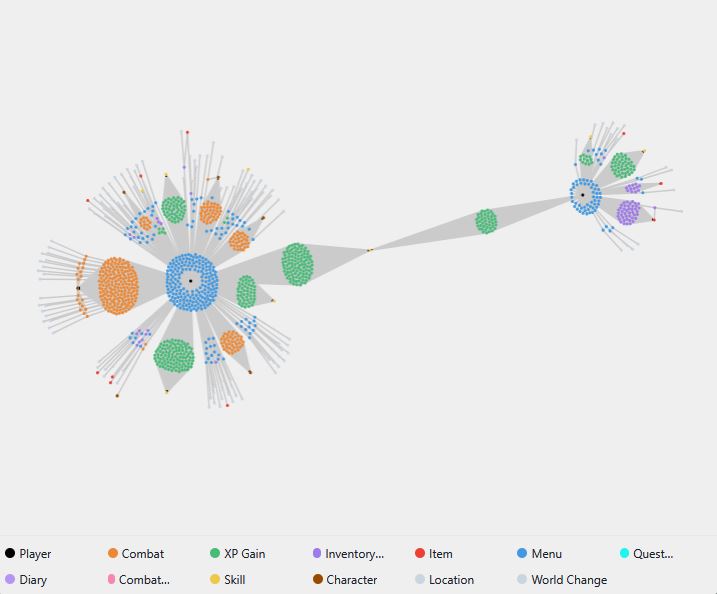 Player Combat XP Gain Inventory... Item Menu Quest...
Diary Combat... Skill Character Location World Change